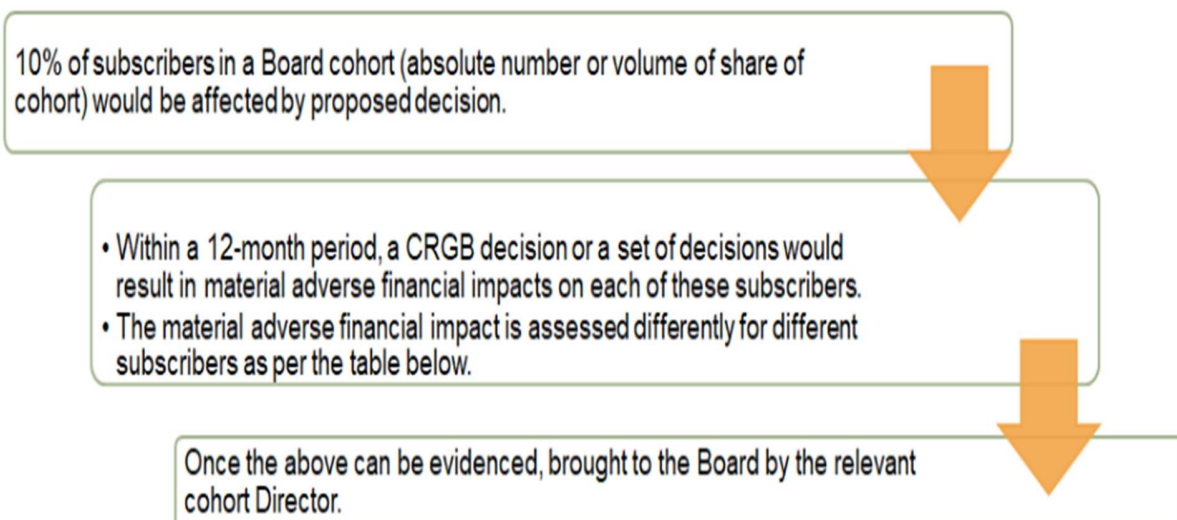 10% of subscribers in a Board cohort (absolute number or volume of share of
cohort) would be affected by proposed decision.
• Within a 12-month period, a CRGB decision or a set of decisions would
result in material adverse financial impacts on each of these subscribers.
• The material adverse financial impact is assessed differently for different
subscribers as per the table below.
Once the above can be evidenced, brought to the Board by the relevant
cohort Director.